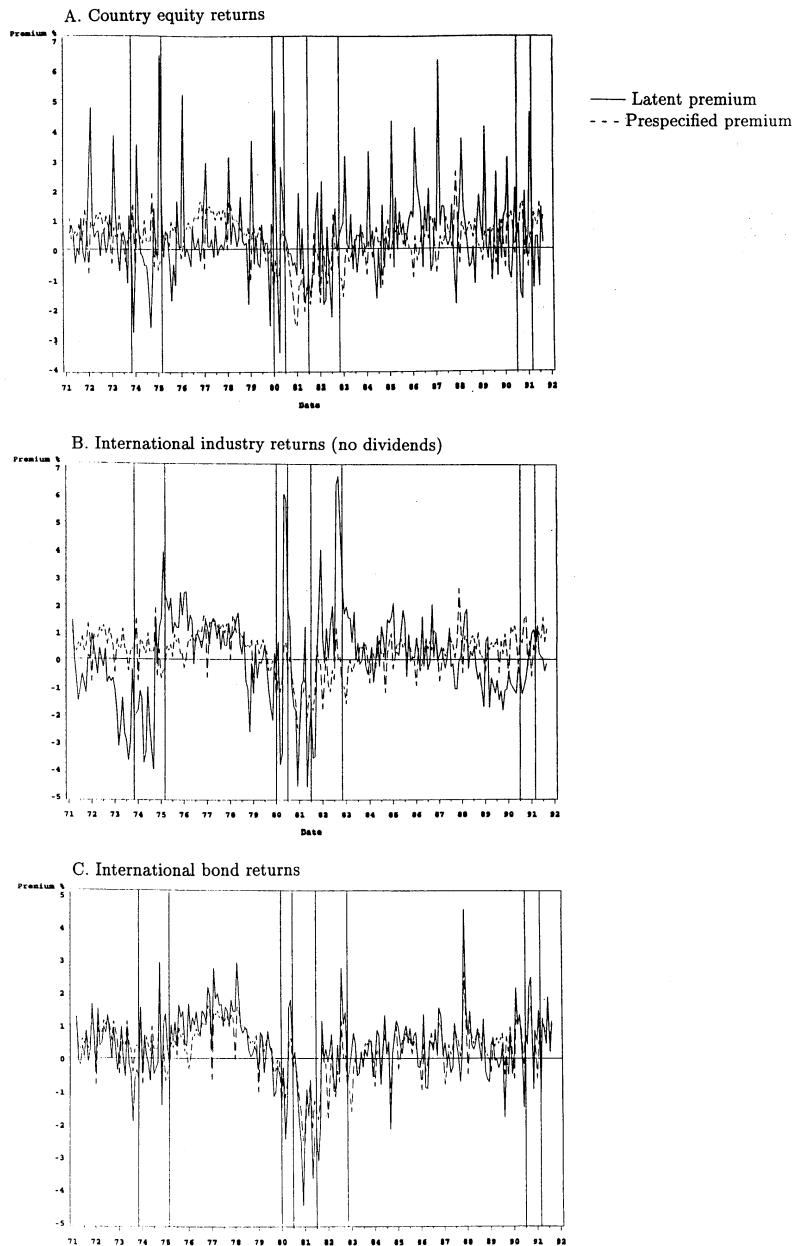 A. Country equity returns
Premium %
7
6
5
4
3
2
1
0
-1
-2
-3
-4
71 72 73 74 75 76 77 78 79 80 81 82 83 84 85 86 87 88 89 90 91 92
Date
Latent premium
Prespecified premium
B. International industry returns (no dividends)
Premium %
7
6
5
4
3
2
1
0
-1
-2
-3
-4
-5
71 72 73 74 75 76 77 78 79 80 81 82 83 84 85 86 87 88 89 90 91 92
Date
C. International bond returns
Premium %
5
4
3
2
1
0
-1
-2
-3
-4
-5
71 72 73 74 75 76 77 78 79 80 81 82 83 84 85 86 87 88 89 90 91 92